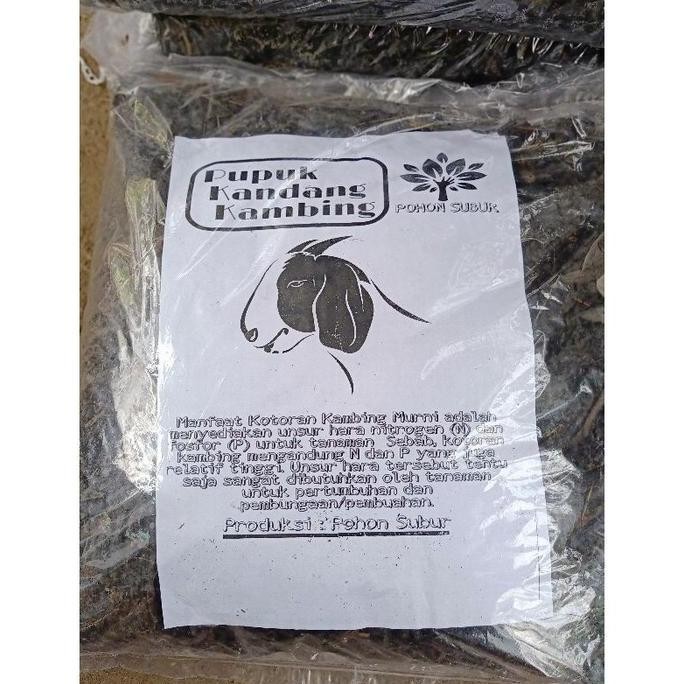 Pupuk
Kandang
Kambing
POHON SUBUR
Manfaat Kotoran Kambing Murni adalah
menyediakan unsur hara nitrogen (N) dan
fosfor (P) untuk tanaman. Sebab, kotoran
kambing mengandung N dan P yang juga
relatif tinggi. Unsur hara tersebut tentu
saja sangat dibutuhkan oleh tanaman
untuk pertumbuhan dan
pembungaan/pembuahan.
Produksi : Pohon Subur